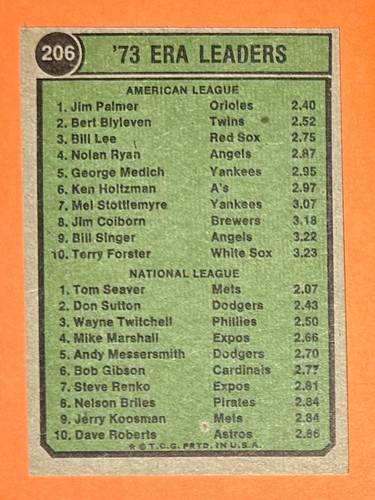 206 '73 ERA LEADERS
AMERICAN LEAGUE
1. Jim Palmer Orioles 2.40
2. Bert Blyleven Twins 2.52
3. Bill Lee Red Sox 2.75
4. Nolan Ryan Angels 2.87
5. George Medich Yankees 2.95
6. Ken Holtzman A's 2.97
7. Mel Stottlemyre Yankees 3.07
8. Jim Colborn Brewers 3.18
9. Bill Singer Angels 3.22
10. Terry Forster White Sox 3.23
NATIONAL LEAGUE
1. Tom Seaver Mets 2.07
2. Don Sutton Dodgers 2.43
3. Wayne Twitchell Phillies 2.50
4. Mike Marshall Expos 2.66
5. Andy Messersmith Dodgers 2.70
6. Bob Gibson Cardinals 2.77
7. Steve Renko Expos 2.81
8. Nelson Briles Pirates 2.84
9. Jerry Koosman Mets 2.84
10. Dave Roberts Astros 2.86
* © T.C.G. PRTD. IN U.S.A.